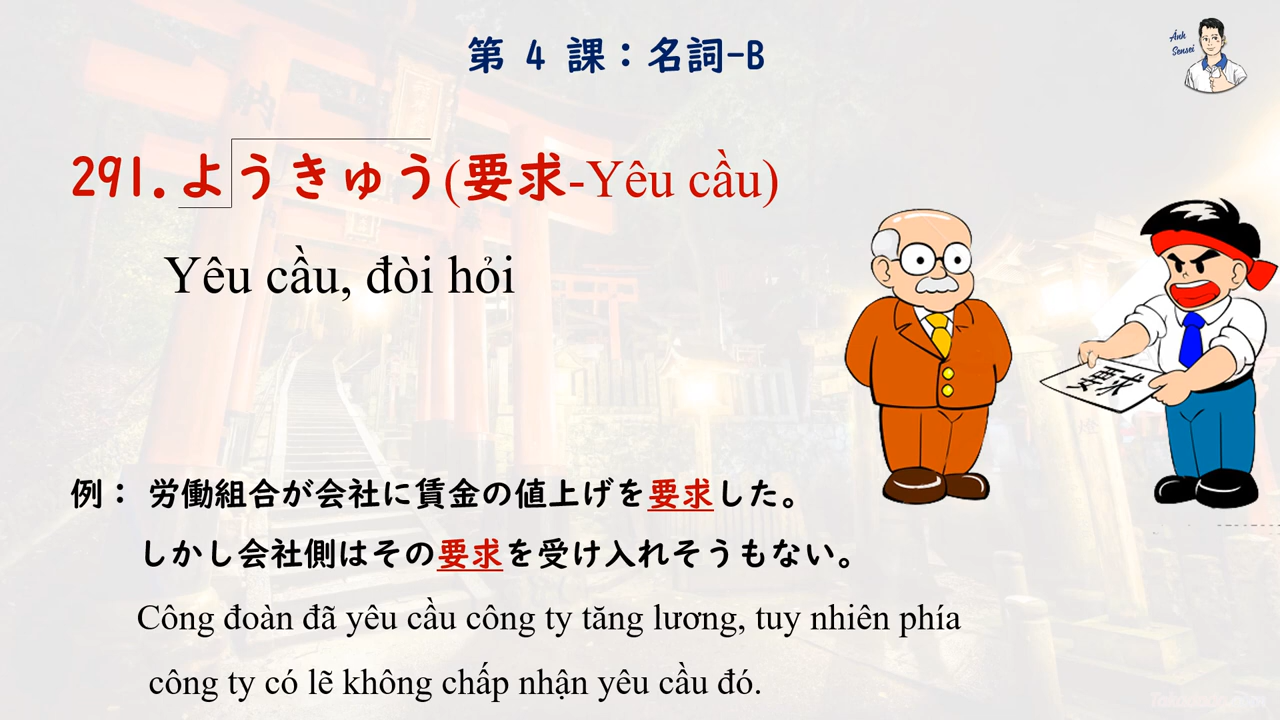 第 4 課：名詞-B
Anh
Sensei
291.ようきゅう(要求-Yêu cầu)
Yêu cầu, đòi hỏi
要求
例： 労働組合が会社に賃金の値上げを要求した。
しかし会社側はその要求を受け入れそうもない。
Công đoàn đã yêu cầu công ty tăng lương, tuy nhiên phía
công ty có lẽ không chấp nhận yêu cầu đó.